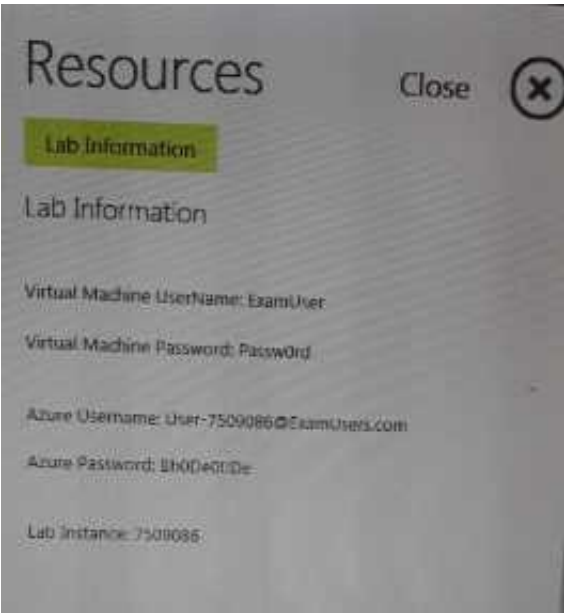 Resources
Close
Lab Information
Lab Information
Virtual Machine UserName: ExamUser
Virtual Machine Password: Passw0rd
Azure Username: User-7509086@ExamUsers.com
Azure Password:
Lab Instance: 7509086